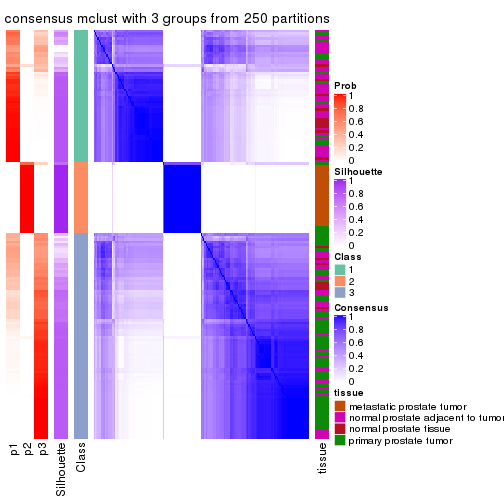 consensus mclust with 3 groups from 250 partitions
Prob
1
0.8
0.6
0.4
0.2
0
Silhouette
1
0.8
0.6
0.4
0.2
0
Class
1
2
3
Consensus
1
0.8
0.6
0.4
0.2
0
tissue
metastatic prostate tumor
normal prostate adjacent to tumor
normal prostate tissue
primary prostate tumor
p1
p2
p3
Silhouette
Class
tissue